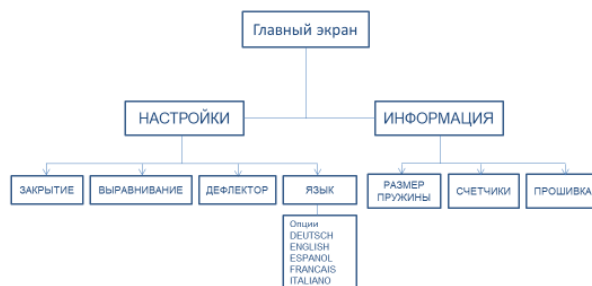 Главный экран
НАСТРОЙКИ
ИНФОРМАЦИЯ
ЗАКРЫТИЕ
ВЫРАВНИВАНИЕ
ДЕФЛЕКТОР
ЯЗЫК
РАЗМЕР
ПРУЖИНЫ
СЧЕТЧИКИ
ПРОШИВКА
Опции
DEUTSCH
ENGLISH
ESPANOL
FRANCAIS
ITALIANO